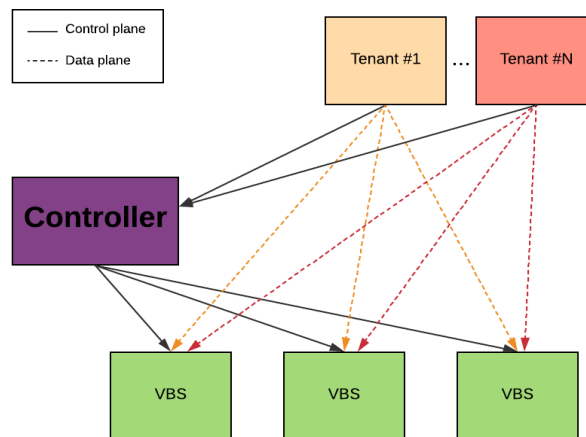 Control plane
Data plane
Tenant #1
...
Tenant #N
Controller
VBS
VBS
VBS